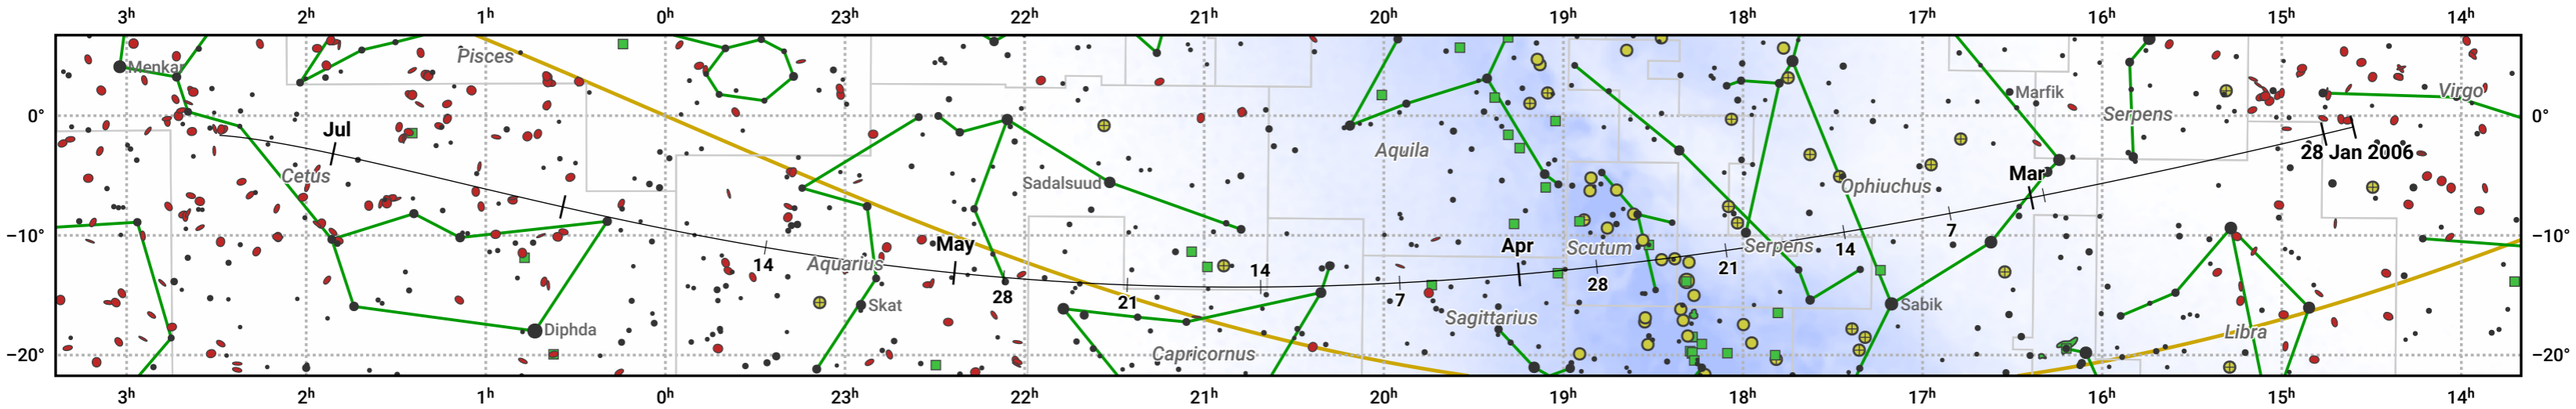 3h 2h 1h 0h 23h 22h 21h 20h 19h 18h 17h 16h 15h 14h
Pisces
Menkar
Marfik
Virgo
0° 0°
Serpens
Jul
28 Jan 2006
Aquila
Cetus
Sadalsuud
Mar
Ophiuchus
7
−10° −10°
May
Apr
Scutum
Serpens
14
14
Aquarius
14
21
28
21
7
28
Skat
Sabik
Sagittarius
Diphda
Libra
−20° −20°
Capricornus
3h 2h 1h 0h 23h 22h 21h 20h 19h 18h 17h 16h 15h 14h